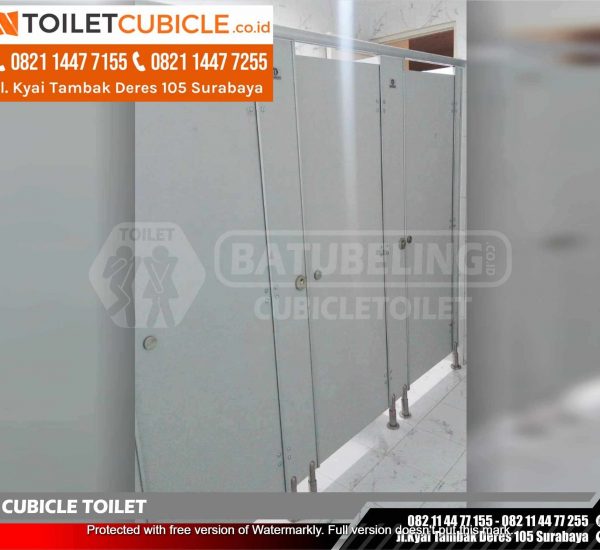 TOILETCUBICLE.co.id
0821 1447 7155 0821 1447 7255
l. Kyai Tambak Deres 105 Surabaya
TOILET
BATUBELING.CO.ID
CUBICLETOILET
CUBICLE TOILET
082 11 44 77 155 - 082 11 44 77 255
Jl.Kyai Tambak Deres 105 Surabaya
Protected with free version of Watermarkly. Full version doesn't put this mark.